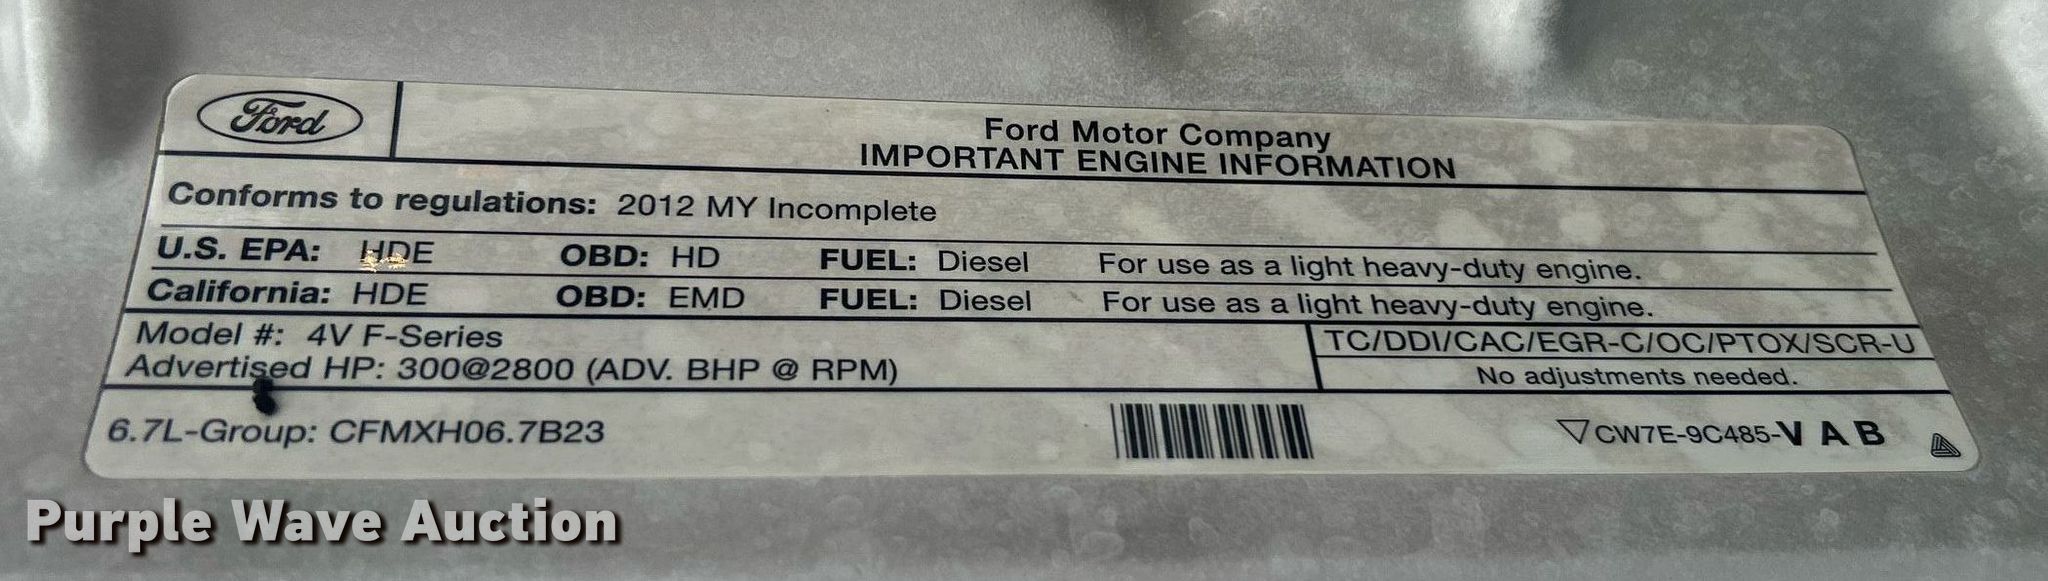 Ford
Ford Motor Company
IMPORTANT ENGINE INFORMATION
Conforms to regulations: 2012 MY Incomplete
U.S. EPA: HDE OBD: HD FUEL: Diesel For use as a light heavy-duty engine.
California: HDE OBD: EMD FUEL: Diesel For use as a light heavy-duty engine.
Model #: 4V F-Series
Advertised HP: 300@2800 (ADV. BHP @ RPM)
TC/DDI/CAC/EGR-C/OC/PTOX/SCR-U
No adjustments needed.
6.7L-Group: CFMXH06.7B23
▽CW7E-9C485-V A B
Purple Wave Auction